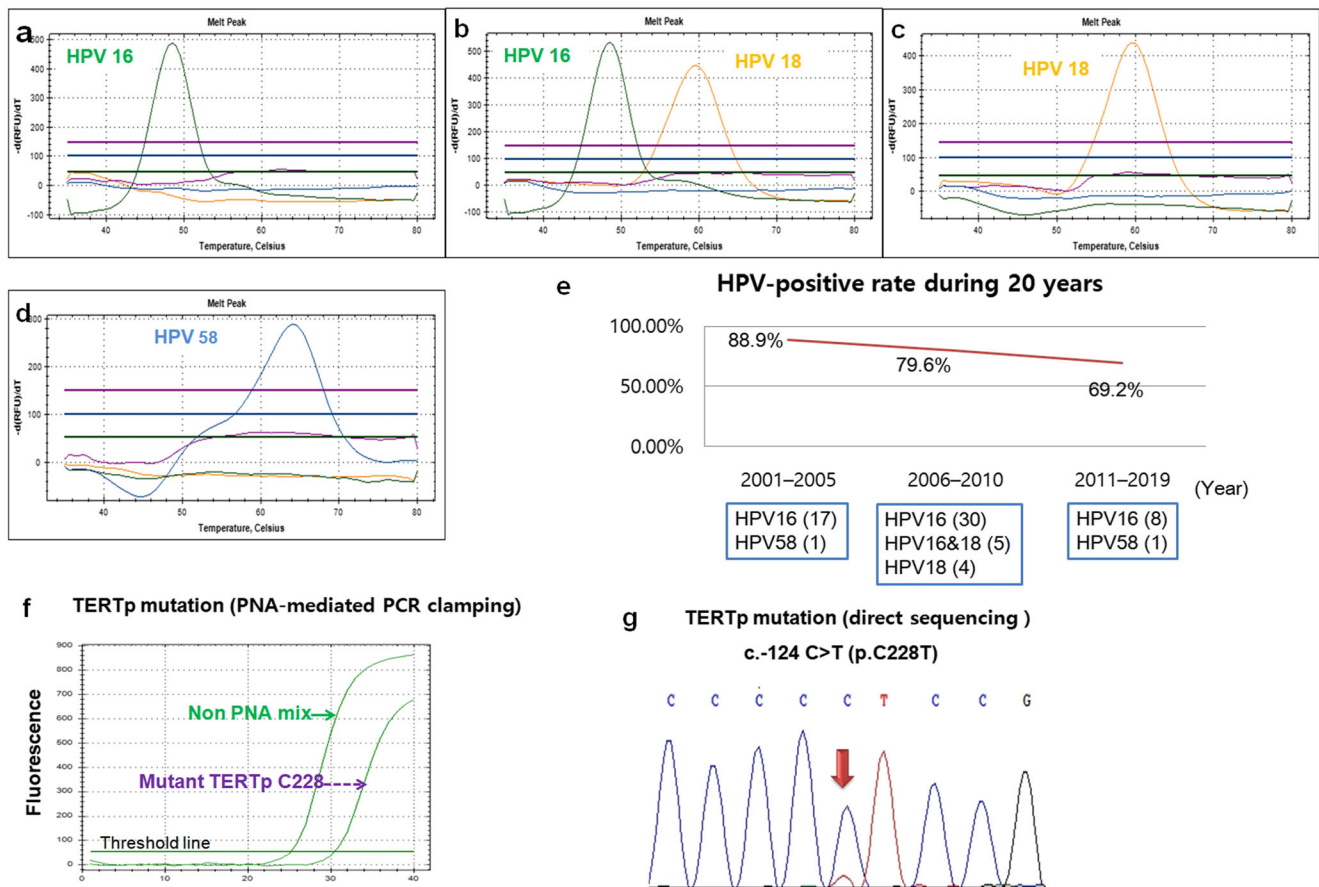 a
Melt Peak
HPV 16
-d(RFU)/dT
500
400
300
200
100
0
-100
40 50 60 70 80
Temperature, Celsius
b
Melt Peak
HPV 16
HPV 18
-d(RFU)/dT
500
400
300
200
100
0
-100
40 50 60 70 80
Temperature, Celsius
c
Melt Peak
HPV 18
-d(RFU)/dT
400
300
200
100
0
40 50 60 70 80
Temperature, Celsius
d
Melt Peak
HPV 58
-d(RFU)/dT
200
100
0
40 50 60 70 80
Temperature, Celsius
e
HPV-positive rate during 20 years
100.00%
50.00%
0.00%
88.9%
79.6%
69.2%
2001–2005 2006–2010 2011–2019 (Year)
HPV16 (17)
HPV58 (1)
HPV16 (30)
HPV16&18 (5)
HPV18 (4)
HPV16 (8)
HPV58 (1)
f
TERTp mutation (PNA-mediated PCR clamping)
Fluorescence
900
800
700
600
500
400
300
200
100
0
Non PNA mix
Mutant TERTp C228
Threshold line
0 10 20 30 40
g
TERTp mutation (direct sequencing )
c.-124 C>T (p.C228T)
C C C C C T C C G